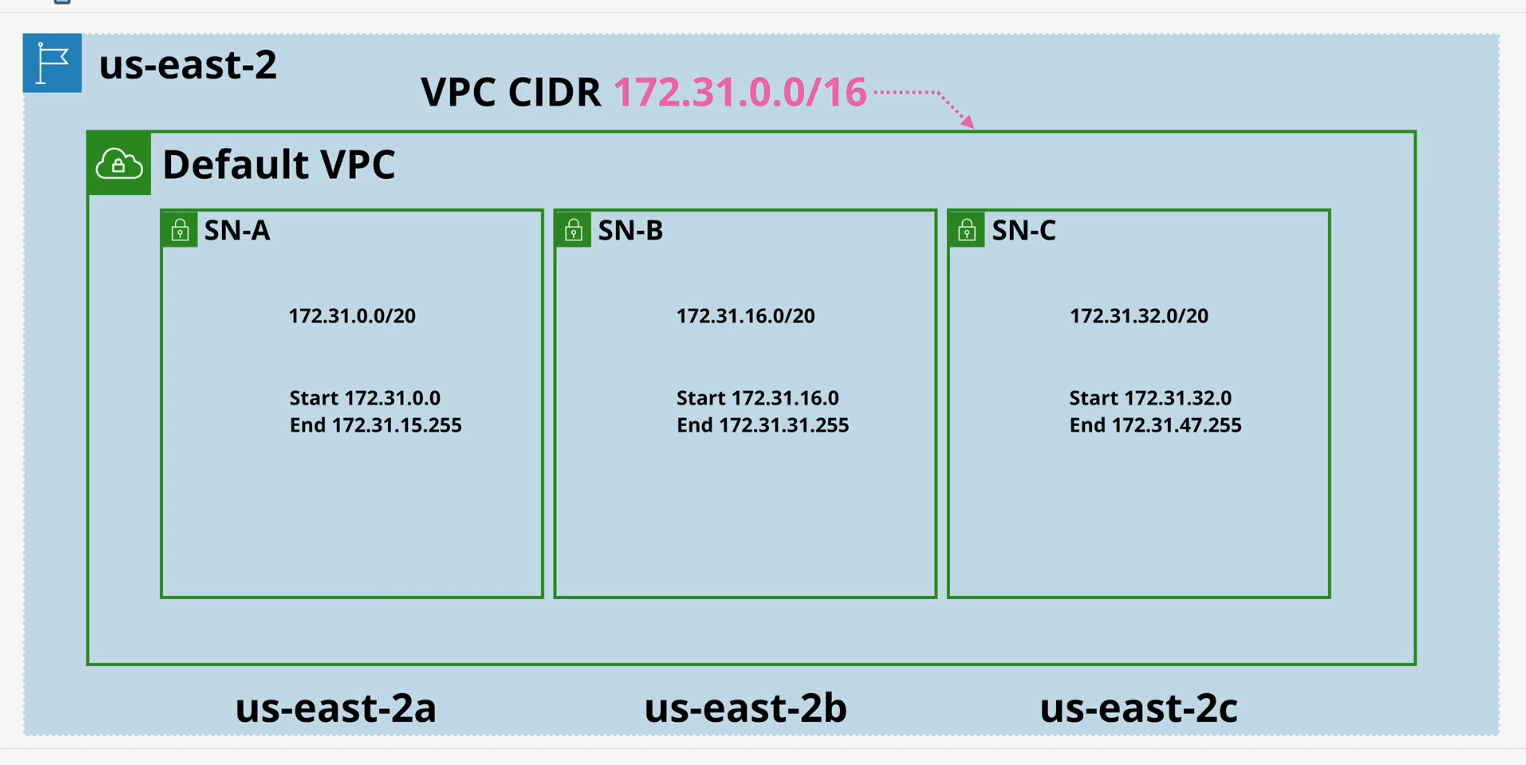 us-east-2
VPC CIDR 172.31.0.0/16
Default VPC
SN-A
172.31.0.0/20
Start 172.31.0.0
End 172.31.15.255
SN-B
172.31.16.0/20
Start 172.31.16.0
End 172.31.31.255
SN-C
172.31.32.0/20
Start 172.31.32.0
End 172.31.47.255
us-east-2a
us-east-2b
us-east-2c